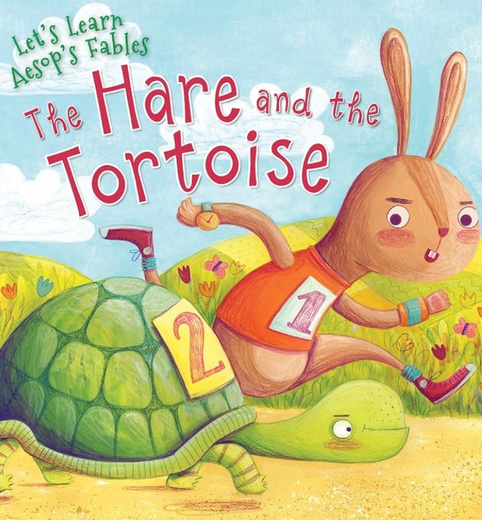 Let's Learn
Aesop's Fables
The Hare and the
Tortoise
1
2